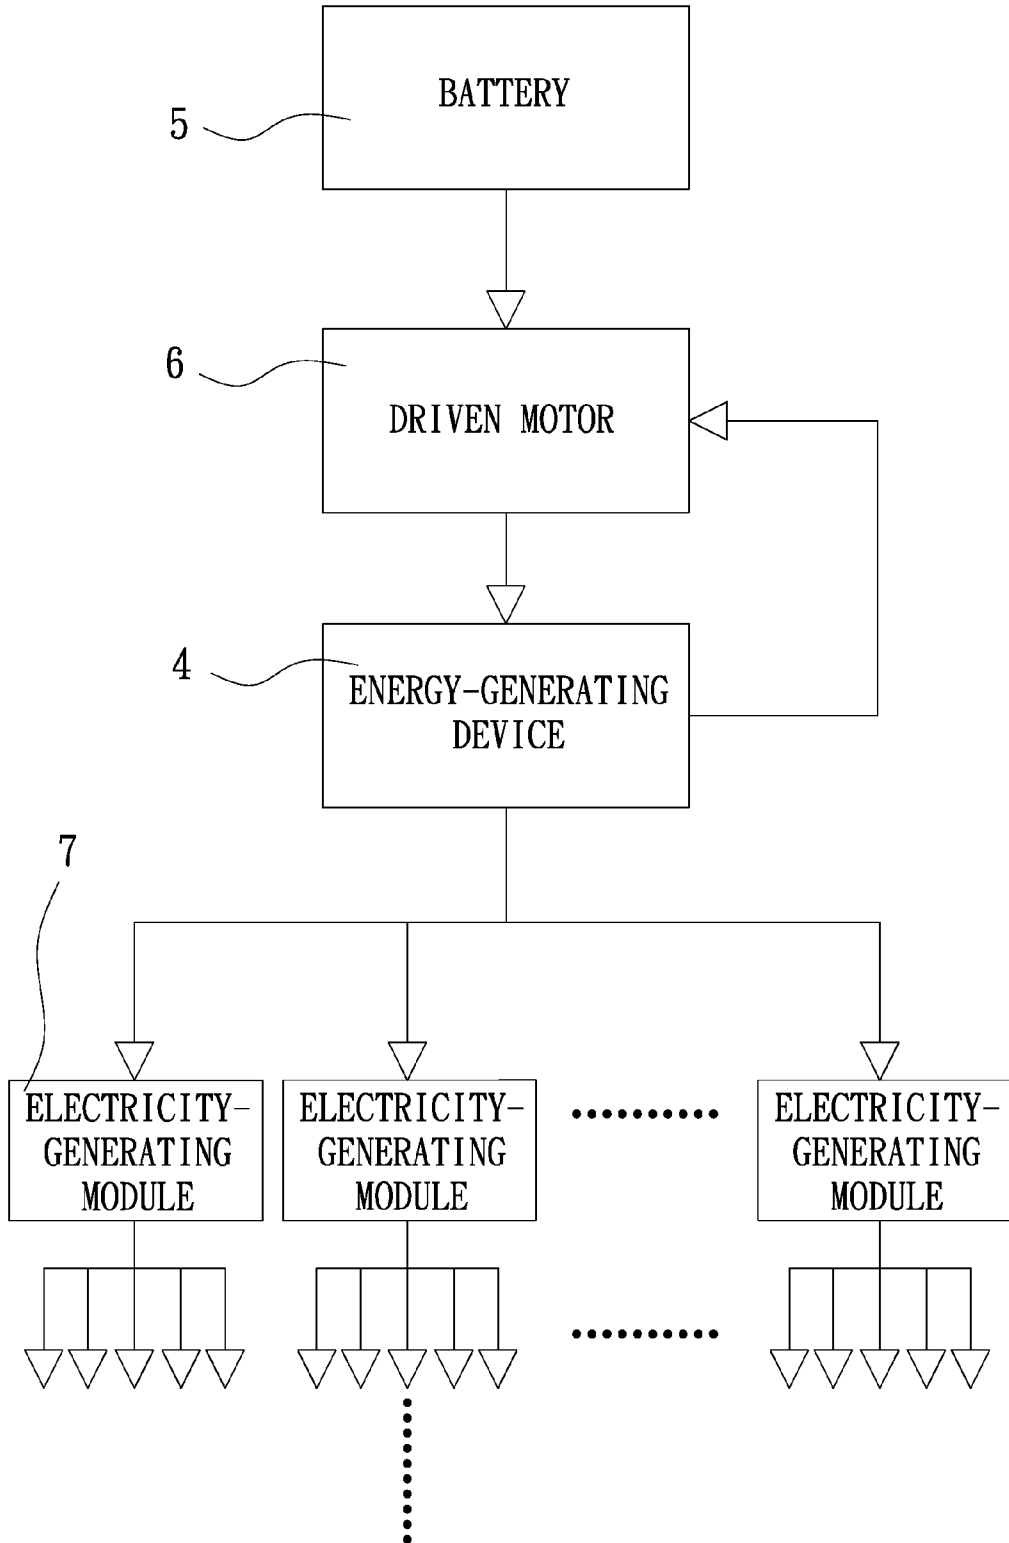 BATTERY
5
6
DRIVEN MOTOR
4
ENERGY-GENERATING
DEVICE
7
ELECTRICITY-
GENERATING
MODULE
ELECTRICITY-
GENERATING
MODULE
ELECTRICITY-
GENERATING
MODULE